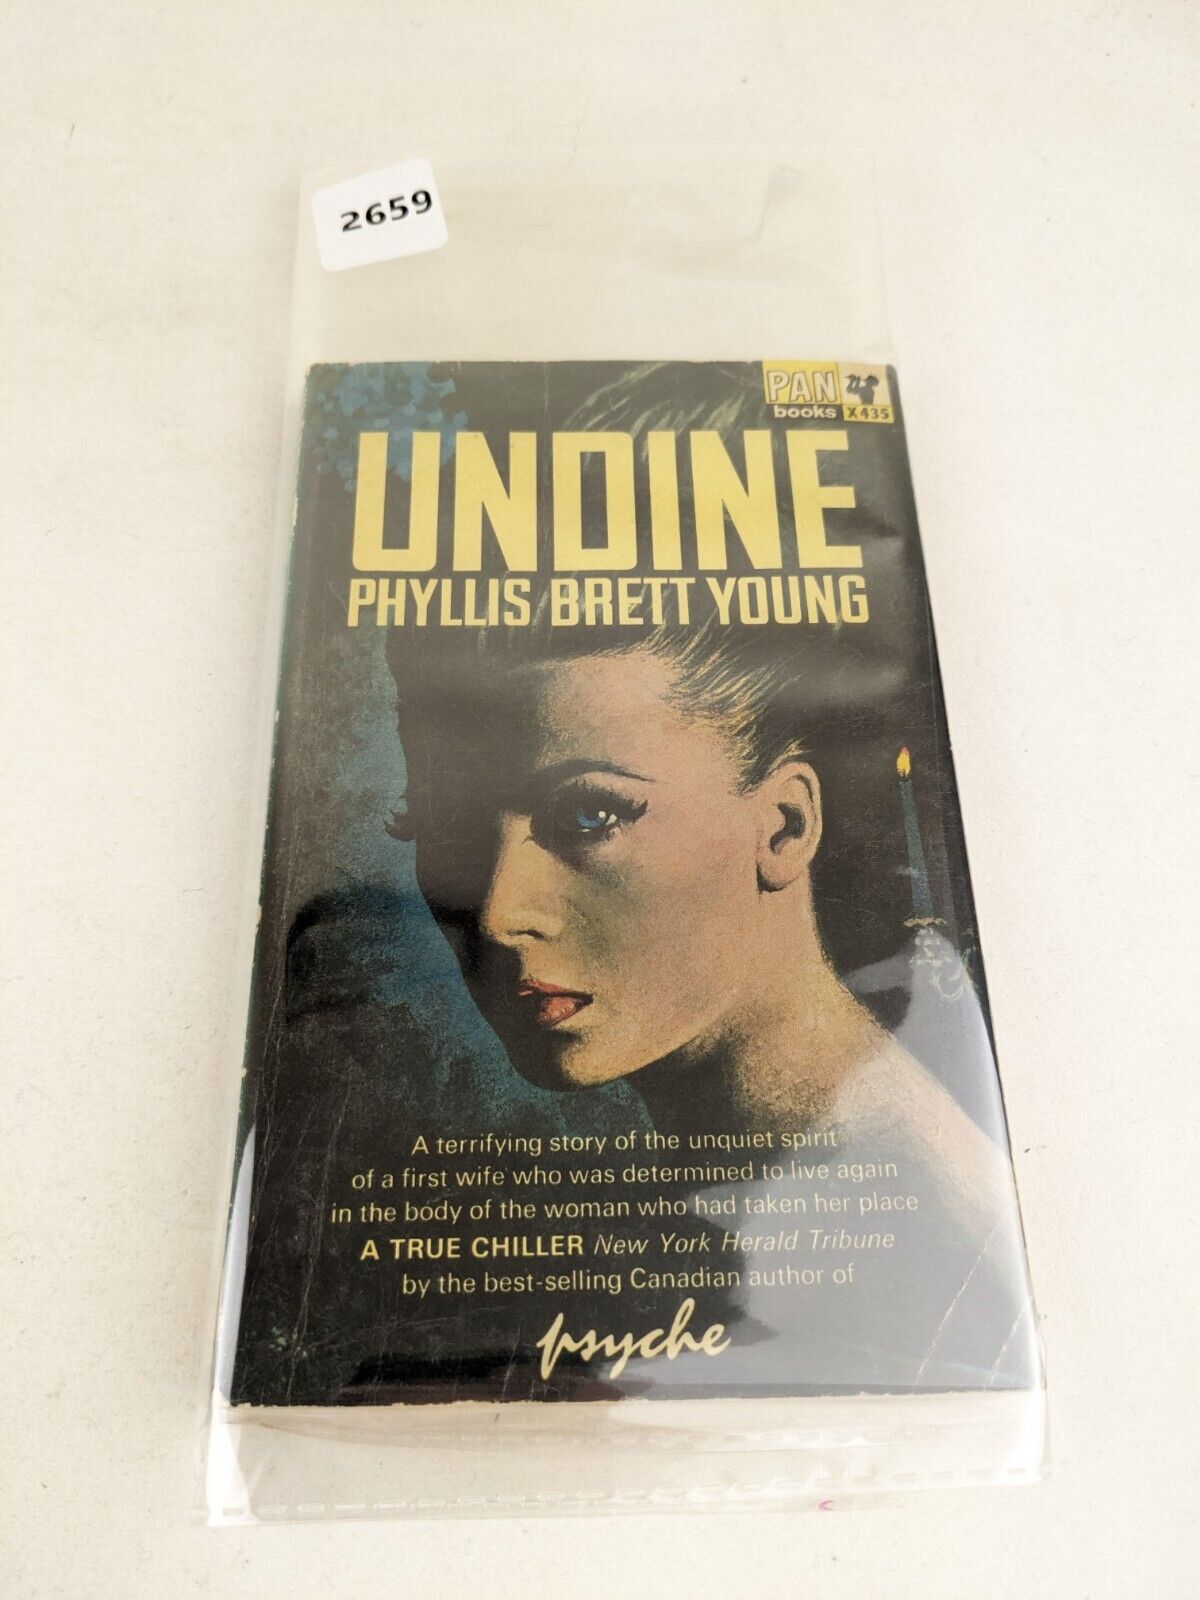 2659
PAN
books X435
UNDINE
PHYLLIS BRETT YOUNG
A terrifying story of the unquiet spirit
of a first wife who was determined to live again
in the body of the woman who had taken her place
A TRUE CHILLER New York Herald Tribune
by the best-selling Canadian author of
psyche